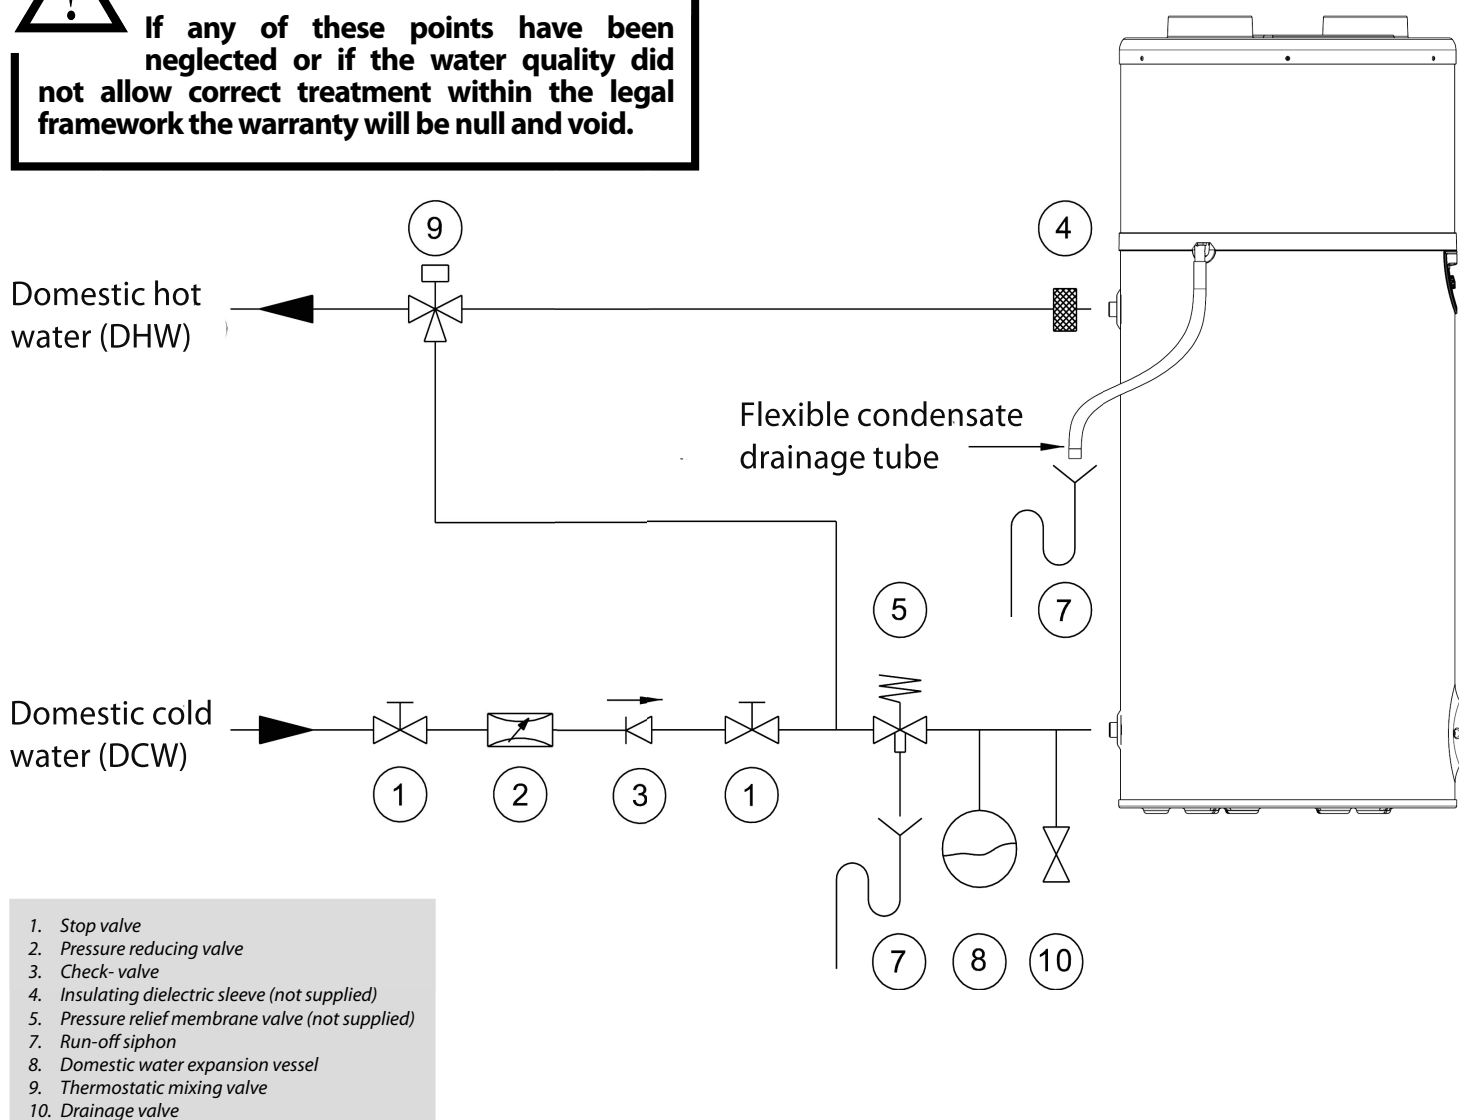 If any of these points have been
neglected or if the water quality did
not allow correct treatment within the legal
framework the warranty will be null and void.
9
4
Domestic hot
water (DHW)
Flexible condensate
drainage tube
5
7
Domestic cold
water (DCW)
1
2
3
1
7
8
10
1. Stop valve
2. Pressure reducing valve
3. Check- valve
4. Insulating dielectric sleeve (not supplied)
5. Pressure relief membrane valve (not supplied)
7. Run-off siphon
8. Domestic water expansion vessel
9. Thermostatic mixing valve
10. Drainage valve